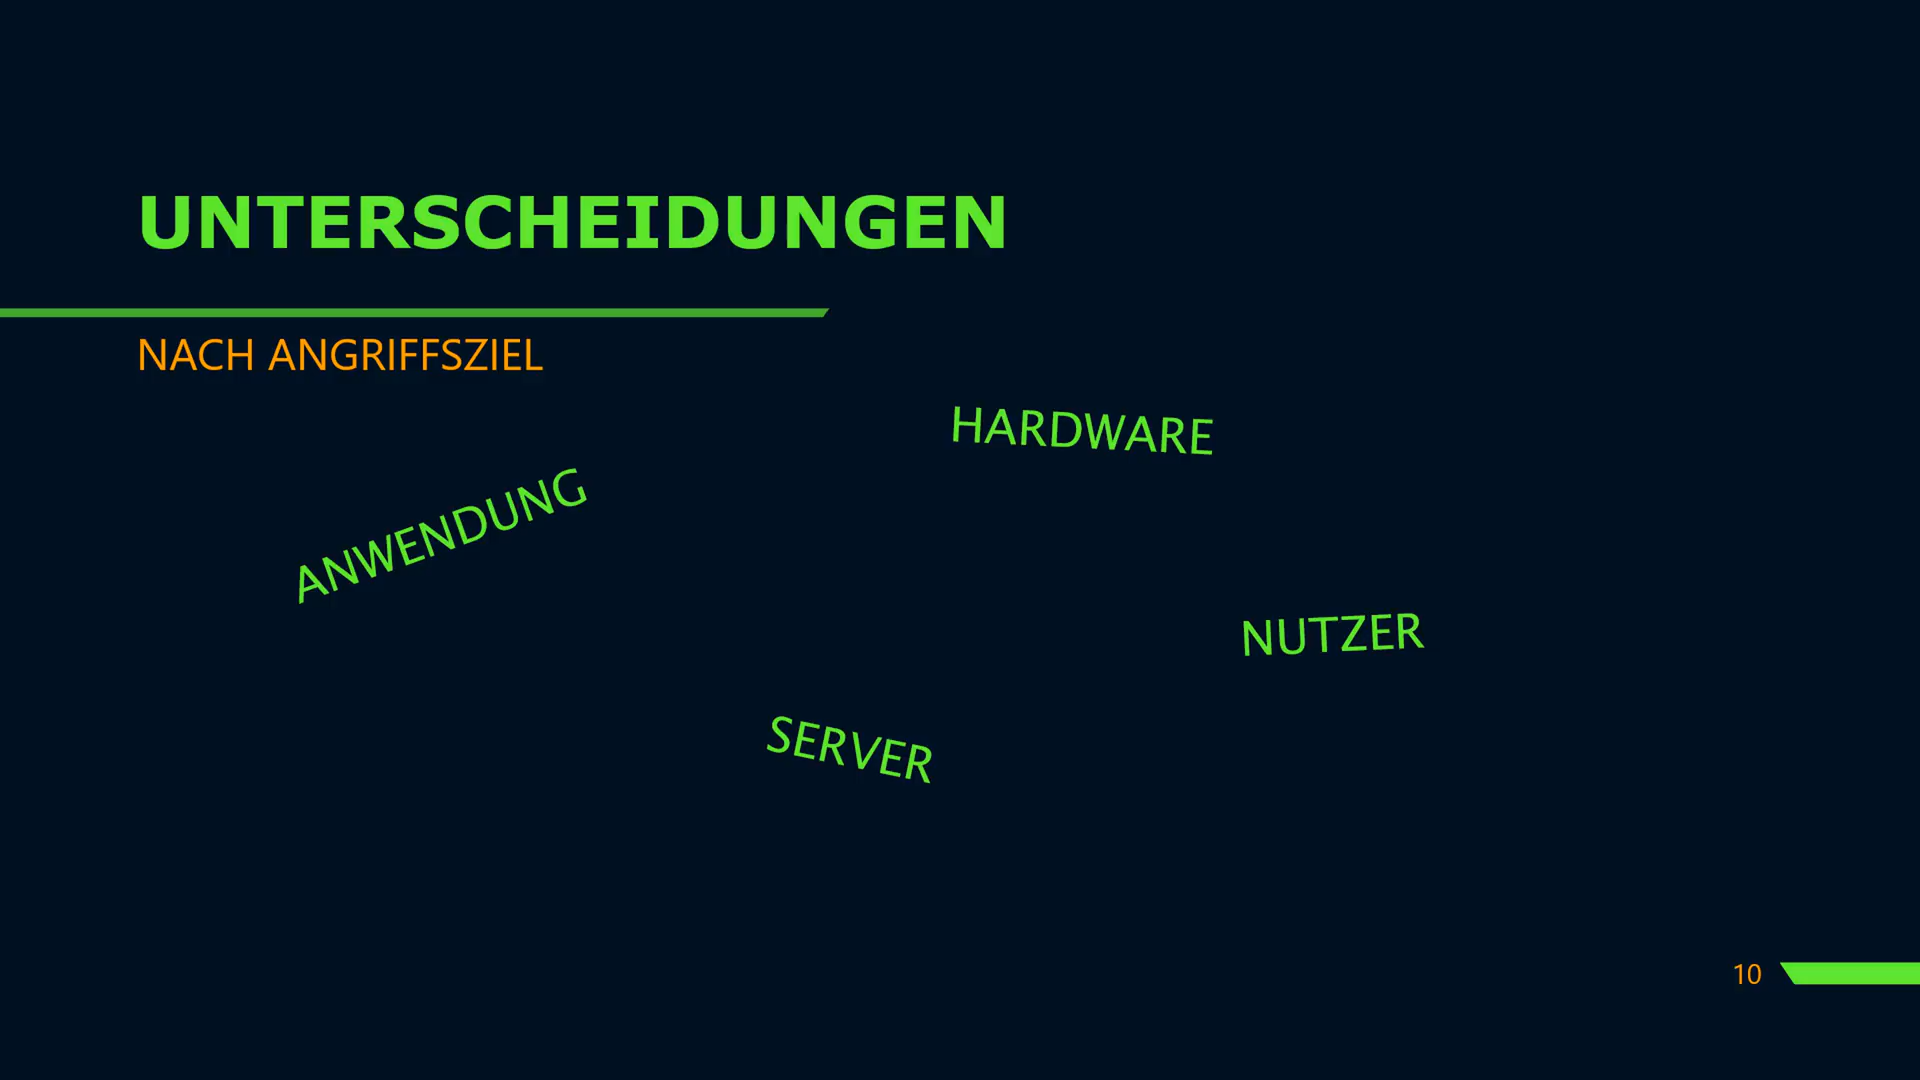 UNTERSCHEIDUNGEN
NACH ANGRIFFSZIEL
HARDWARE
ANWENDUNG
NUTZER
SERVER
10